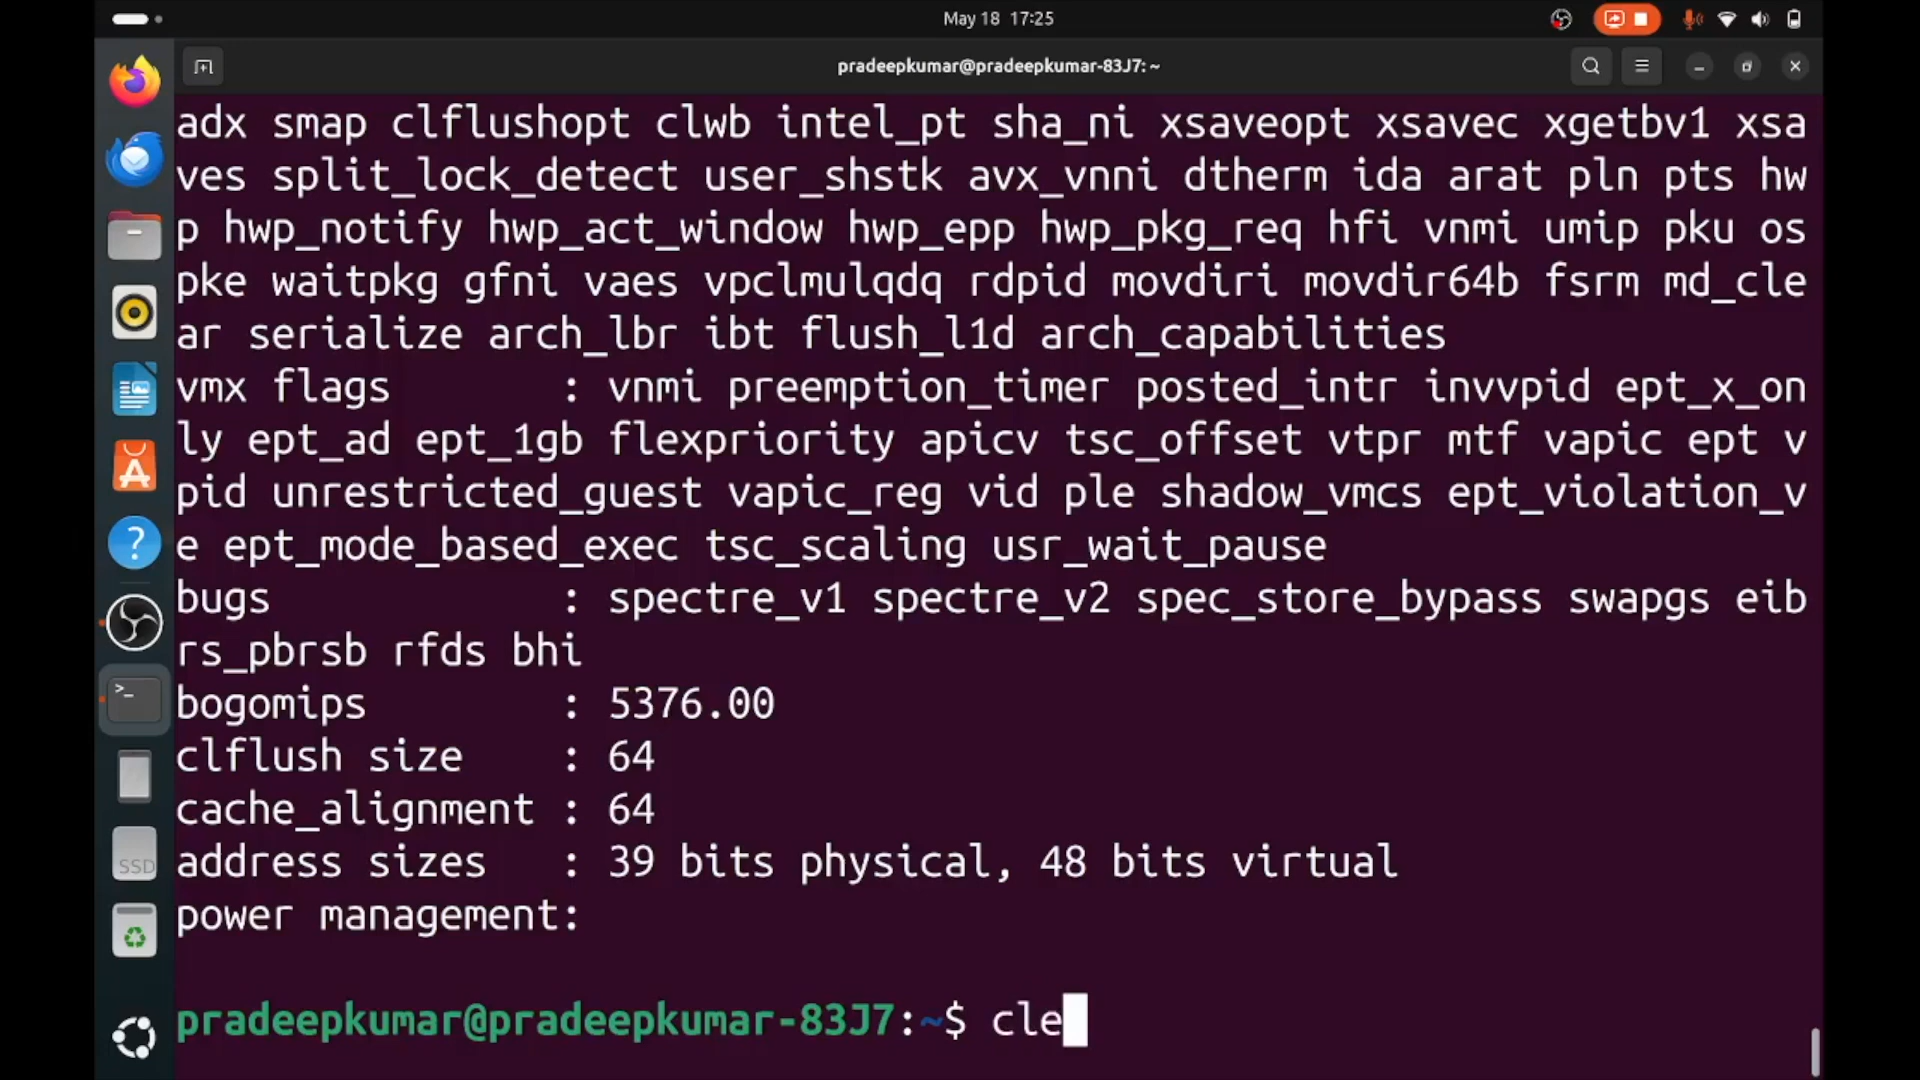 May 18 17:25
pradeepkumar@pradeepkumar-83J7: ~
adx smap clflushopt clwb intel_pt sha_ni xsaveopt xsavec xgetbv1 xsa
ves split_lock_detect user_shstk avx_vnni dtherm ida arat pln pts hw
p hwp_notify hwp_act_window hwp_epp hwp_pkg_req hfi vnmi umip pku os
pke waitpkg gfni vaes vpclmulqdq rdpid movdiri movdir64b fsrm md_cle
ar serialize arch_lbr ibt flush_l1d arch_capabilities
vmx flags : vnmi preemption_timer posted_intr invvpid ept_x_on
ly ept_ad ept_1gb flexpriority apicv tsc_offset vtpr mtf vapic ept v
pid unrestricted_guest vapic_reg vid ple shadow_vmcs ept_violation_v
e ept_mode_based_exec tsc_scaling usr_wait_pause
bugs : spectre_v1 spectre_v2 spec_store_bypass swapgs eib
rs_pbrsb rfds bhi
bogomips : 5376.00
clflush size : 64
cache_alignment : 64
address sizes : 39 bits physical, 48 bits virtual
power management:
pradeepkumar@pradeepkumar-83J7:~$ cle
SSD